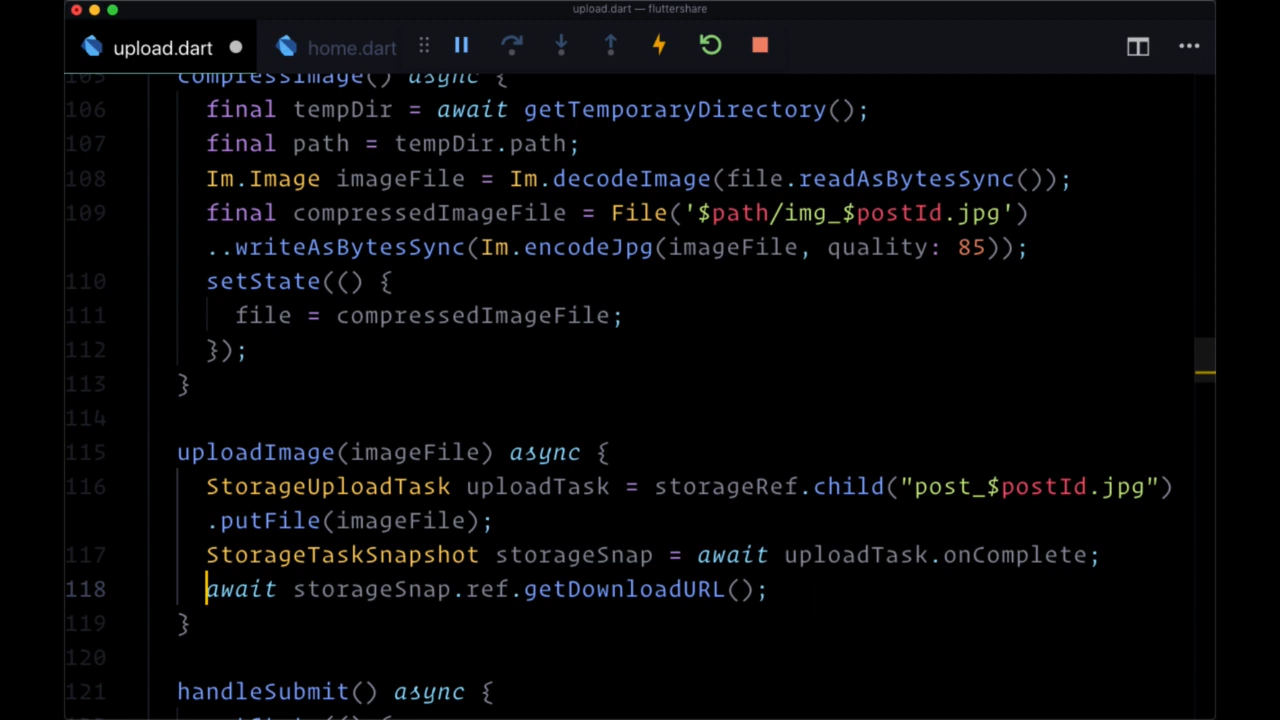 upload.dart — fluttershare
upload.dart home.dart
105 compressImage() async {
106 final tempDir = await getTemporaryDirectory();
107 final path = tempDir.path;
108 Im.Image imageFile = Im.decodeImage(file.readAsBytesSync());
109 final compressedImageFile = File('$path/img_$postId.jpg')
..writeAsBytesSync(Im.encodeJpg(imageFile, quality: 85));
110 setState(() {
111 file = compressedImageFile;
112 });
113 }
114
115 uploadImage(imageFile) async {
116 StorageUploadTask uploadTask = storageRef.child("post_$postId.jpg")
.putFile(imageFile);
117 StorageTaskSnapshot storageSnap = await uploadTask.onComplete;
118 await storageSnap.ref.getDownloadURL();
119 }
120
121 handleSubmit() async {